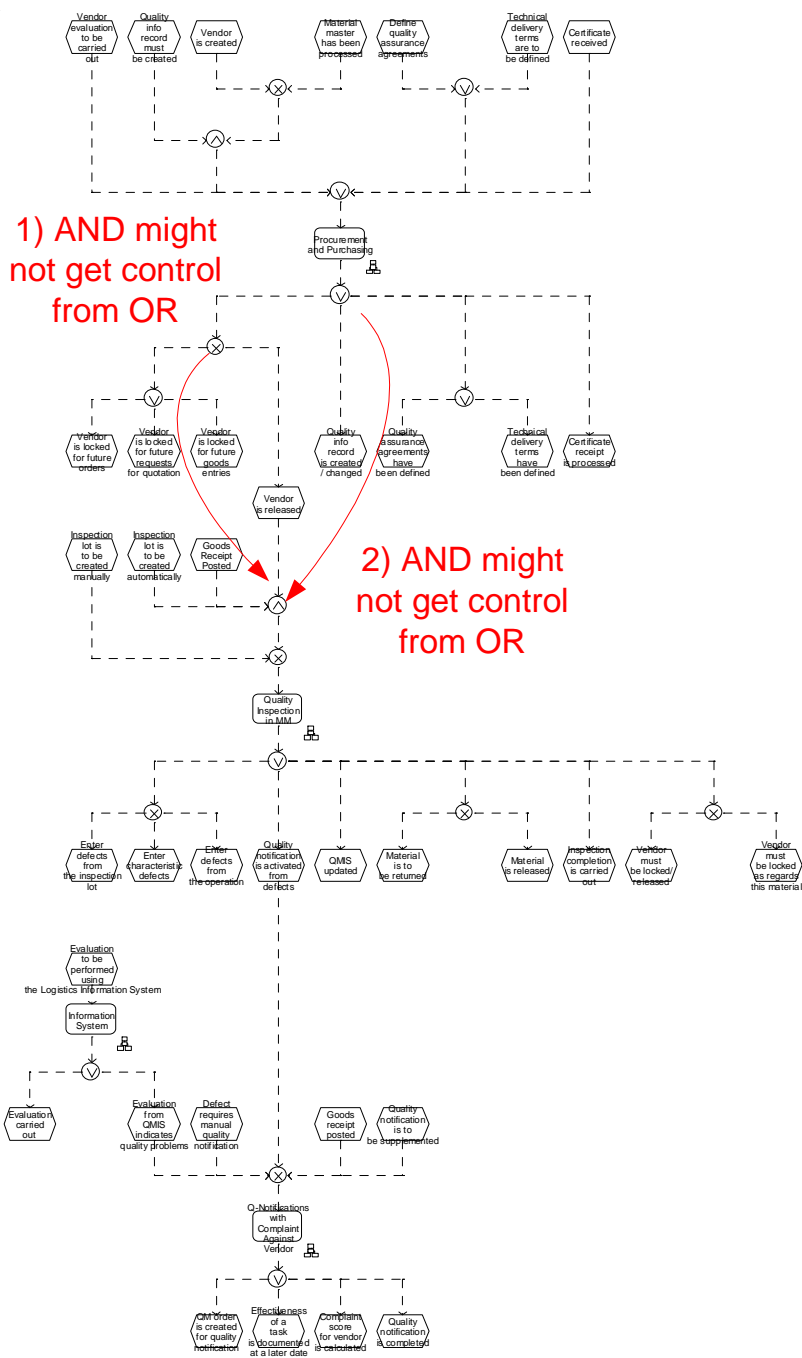 Vendor
evaluation
to be
carried
out
Quality
info
record
must
be created
Vendor
is created
Material
master
has been
processed
Define
quality
assurance
agreements
Technical
delivery
terms
are to
be defined
Certificate
received
1) AND might
not get control
from OR
Procurement
and Purchasing
Vendor
is locked
for future
orders
Vendor
is locked
for future
requests
for quotation
Vendor
is locked
for future
goods
entries
Quality
info
record
is created
/ changed
Quality
assurance
agreements
have
been defined
Technical
delivery
terms
have
been defined
Certificate
receipt
is processed
Vendor
is released
Inspection
lot is
to be
created
manually
Inspection
lot is
to be
created
automatically
Goods
Receipt
Posted
2) AND might
not get control
from OR
Quality
Inspection
in MM
Enter
defects
from
the inspection
lot
Enter
characteristic
defects
Enter
defects
from
the operation
Quality
notification
is activated
from
defects
QMIS
updated
Material
is to
be returned
Material
is released
Inspection
completion
is carried
out
Vendor
must
be locked/
released
Vendor
must
be locked
as regards
this material
Evaluation
to be
performed
using
the Logistics Information System
Information
System
Evaluation
carried
out
Evaluation
from
QMIS
indicates
quality problems
Defect
requires
manual
quality
notification
Goods
receipt
posted
Quality
notification
is to
be supplemented
Q-Notifications
with
Complaint
Against
Vendor
QM order
is created
for quality
notification
Effectiveness
of a
task
is documented
at a later date
Complaint
score
for vendor
is calculated
Quality
notification
is completed